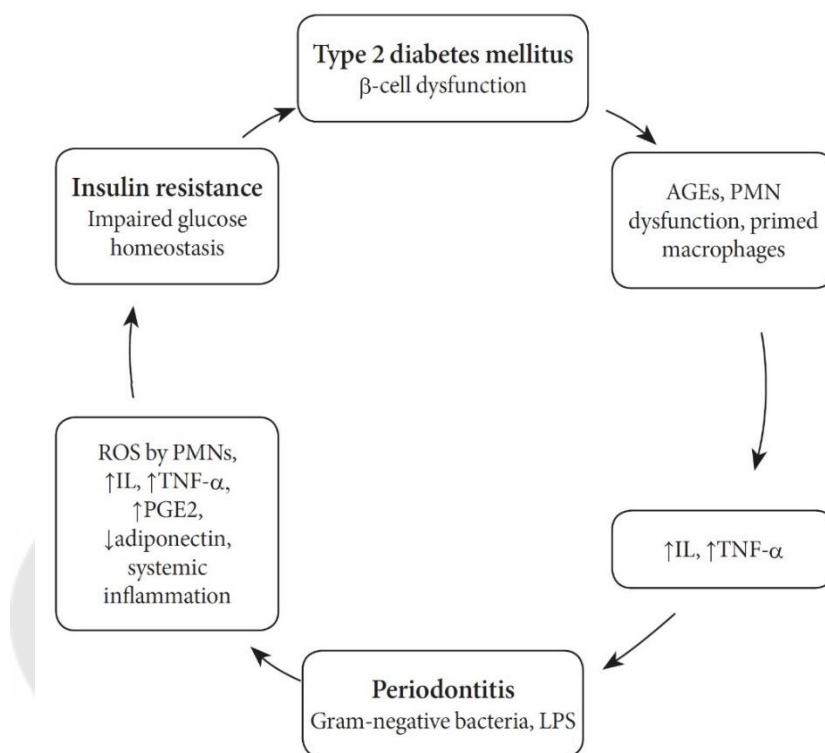 Type 2 diabetes mellitus
β-cell dysfunction
Insulin resistance
Impaired glucose
homeostasis
AGEs, PMN
dysfunction, primed
macrophages
ROS by PMNs,
↑IL, ↑TNF-α,
↑PGE2,
↓adiponectin,
systemic
inflammation
↑IL, ↑TNF-α
Periodontitis
Gram-negative bacteria, LPS